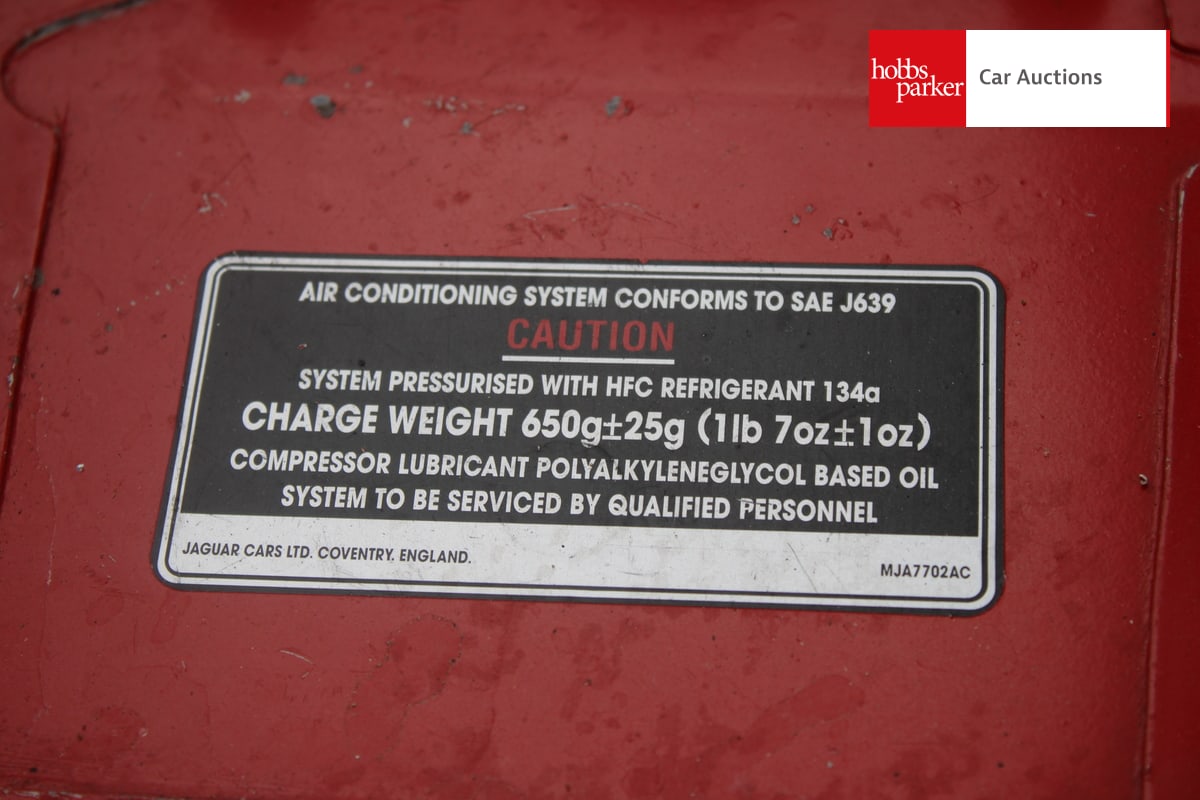 hobbs
parker
Car Auctions
AIR CONDITIONING SYSTEM CONFORMS TO SAE J639
CAUTION
SYSTEM PRESSURISED WITH HFC REFRIGERANT 134a
CHARGE WEIGHT 650g±25g (1lb 7oz±1oz)
COMPRESSOR LUBRICANT POLYALKYLENEGLYCOL BASED OIL
SYSTEM TO BE SERVICED BY QUALIFIED PERSONNEL
JAGUAR CARS LTD. COVENTRY. ENGLAND.
MJA7702AC